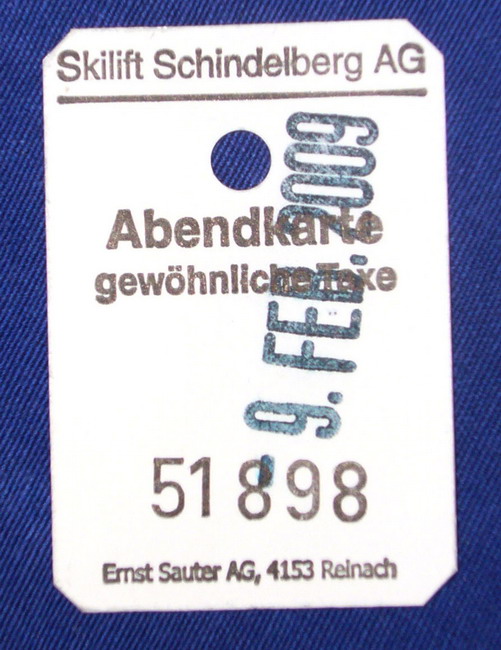 Skilift Schindelberg AG
Abendkarte
gewöhnliche Taxe
- 9. FEB. 2009
51898
Ernst Sauter AG, 4153 Reinach